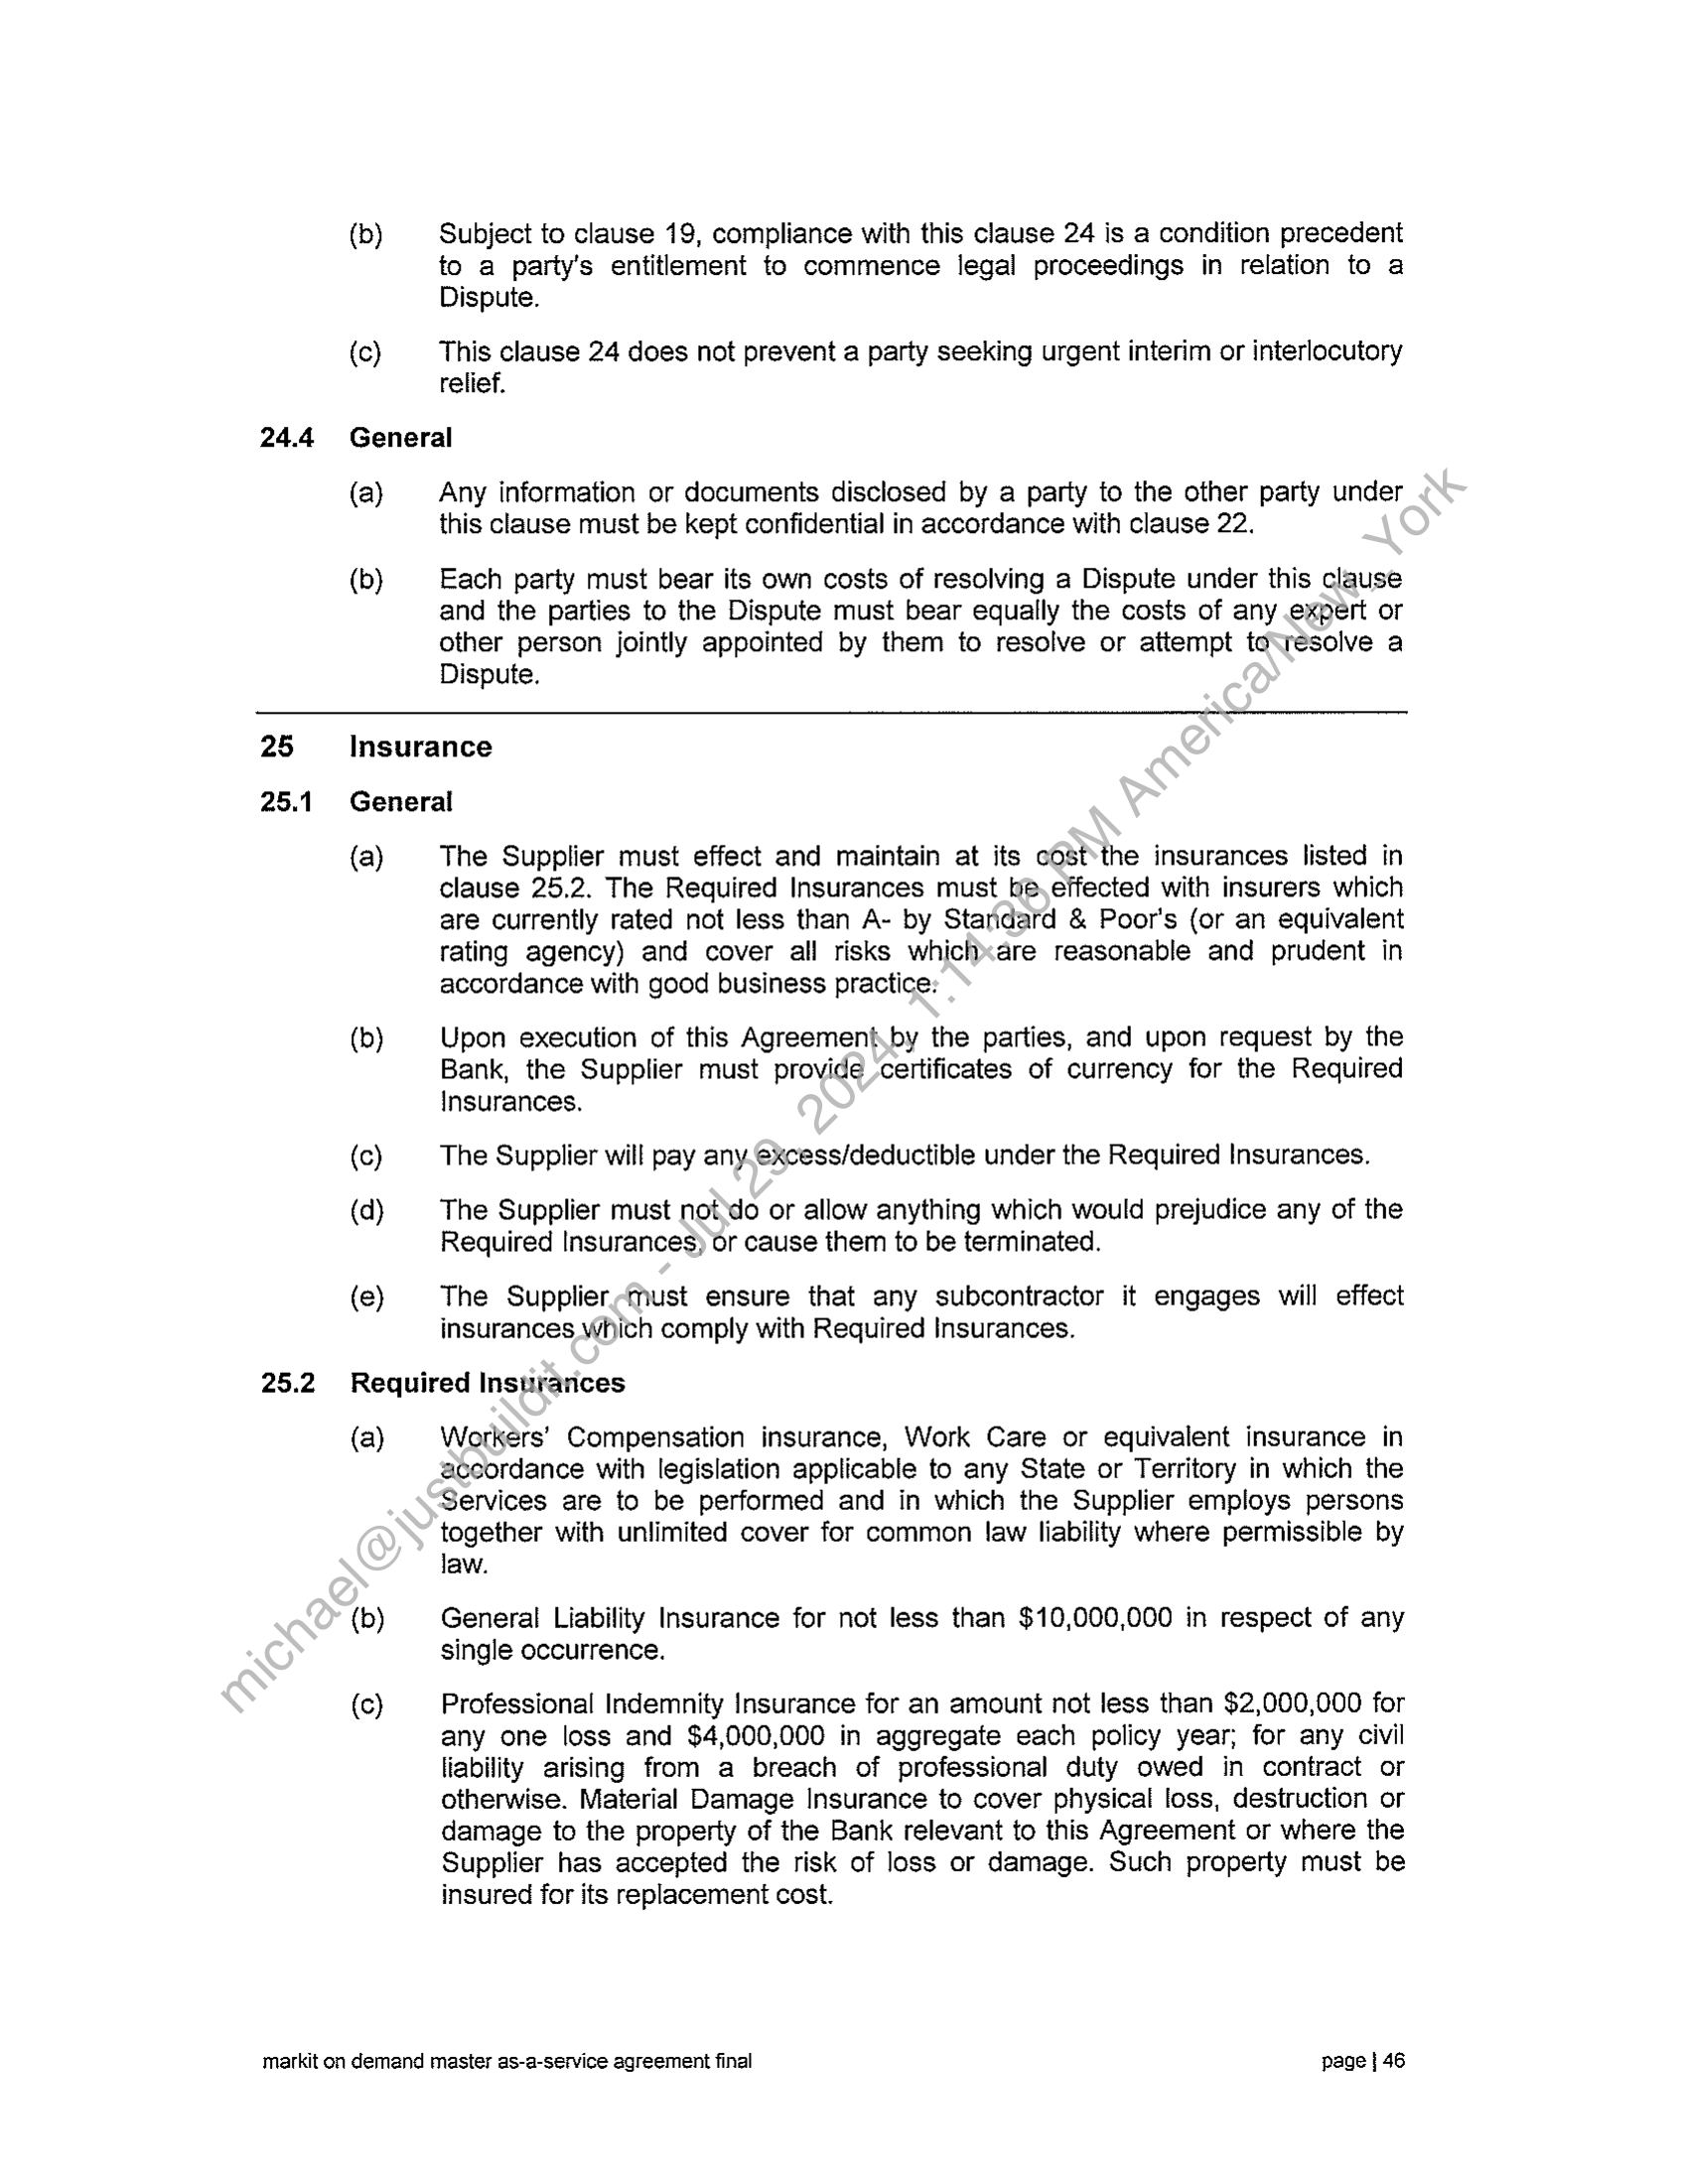 (b) Subject to clause 19, compliance with this clause 24 is a condition precedent
to a party's entitlement to commence legal proceedings in relation to a
Dispute.
(c) This clause 24 does not prevent a party seeking urgent interim or interlocutory
relief.
24.4 General
(a) Any information or documents disclosed by a party to the other party under
this clause must be kept confidential in accordance with clause 22.
(b) Each party must bear its own costs of resolving a Dispute under this clause
and the parties to the Dispute must bear equally the costs of any expert or
other person jointly appointed by them to resolve or attempt to resolve a
Dispute.
25 Insurance
25.1 General
(a) The Supplier must effect and maintain at its cost the insurances listed in
clause 25.2. The Required Insurances must be effected with insurers which
are currently rated not less than A- by Standard & Poor's (or an equivalent
rating agency) and cover all risks which are reasonable and prudent in
accordance with good business practice.
(b) Upon execution of this Agreement by the parties, and upon request by the
Bank, the Supplier must provide certificates of currency for the Required
Insurances.
(c) The Supplier will pay any excess/deductible under the Required Insurances.
(d) The Supplier must not do or allow anything which would prejudice any of the
Required Insurances, or cause them to be terminated.
(e) The Supplier must ensure that any subcontractor it engages will effect
insurances which comply with Required Insurances.
25.2 Required Insurances
(a) Workers' Compensation insurance, Work Care or equivalent insurance in
accordance with legislation applicable to any State or Territory in which the
Services are to be performed and in which the Supplier employs persons
together with unlimited cover for common law liability where permissible by
law.
(b) General Liability Insurance for not less than $10,000,000 in respect of any
single occurrence.
(c) Professional Indemnity Insurance for an amount not less than $2,000,000 for
any one loss and $4,000,000 in aggregate each policy year; for any civil
liability arising from a breach of professional duty owed in contract or
otherwise. Material Damage Insurance to cover physical loss, destruction or
damage to the property of the Bank relevant to this Agreement or where the
Supplier has accepted the risk of loss or damage. Such property must be
insured for its replacement cost.
markit on demand master as-a-service agreement final page | 46
michael@justbuildit.com - Jul 29, 2024, 1:14:36 PM America/New_York